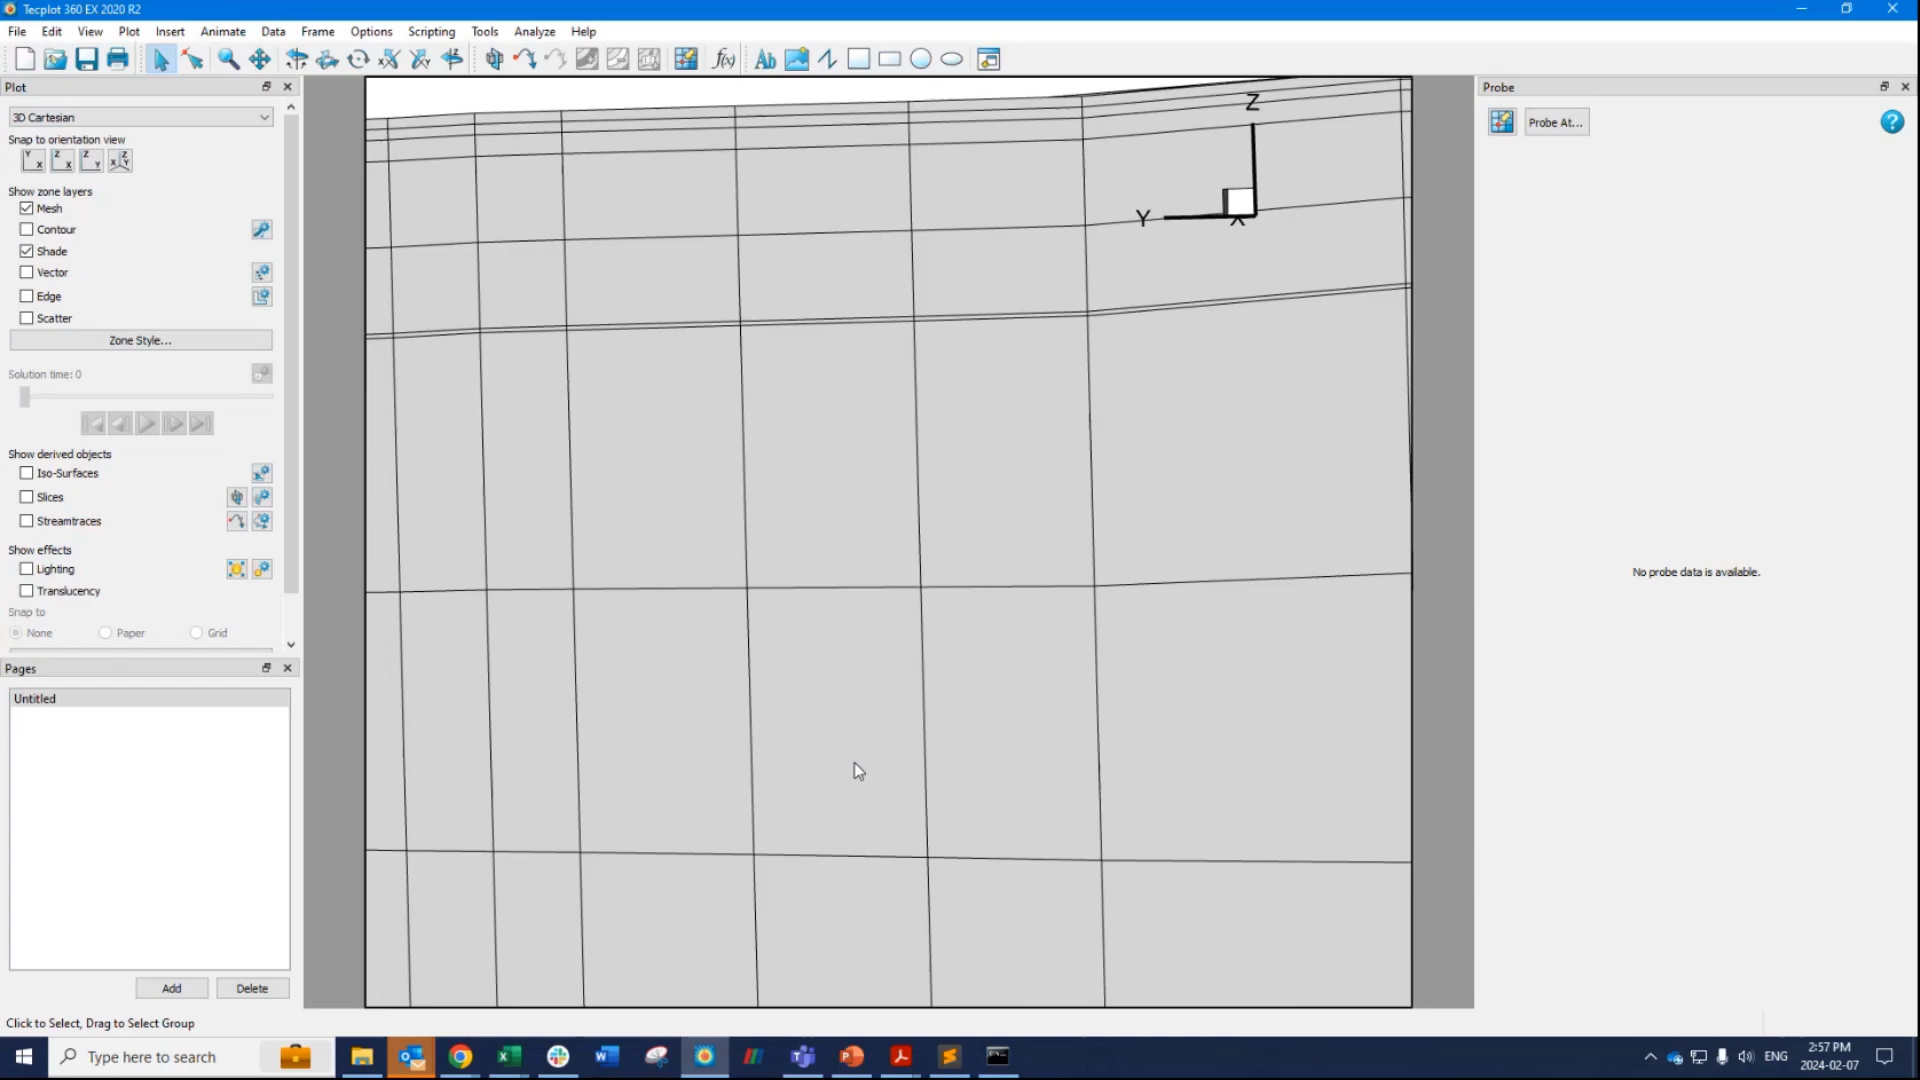 Tecplot 360 EX 2020 R2
File Edit View Plot Insert Animate Data Frame Options Scripting Tools Analyze Help
Ab f(x)
Plot
3D Cartesian
Snap to orientation view
Y X Z X Z Y X Z Y
Show zone layers
Mesh
Contour
Shade
Vector
Edge
Scatter
Zone Style...
Solution time: 0
Show derived objects
Iso-Surfaces
Slices
Streamtraces
Show effects
Lighting
Translucency
Snap to
None Paper Grid
Pages
Untitled
Add Delete
Z
Y
X
Probe
Probe At...
?
No probe data is available.
Click to Select, Drag to Select Group
Type here to search
ENG
2:57 PM
2024-02-07